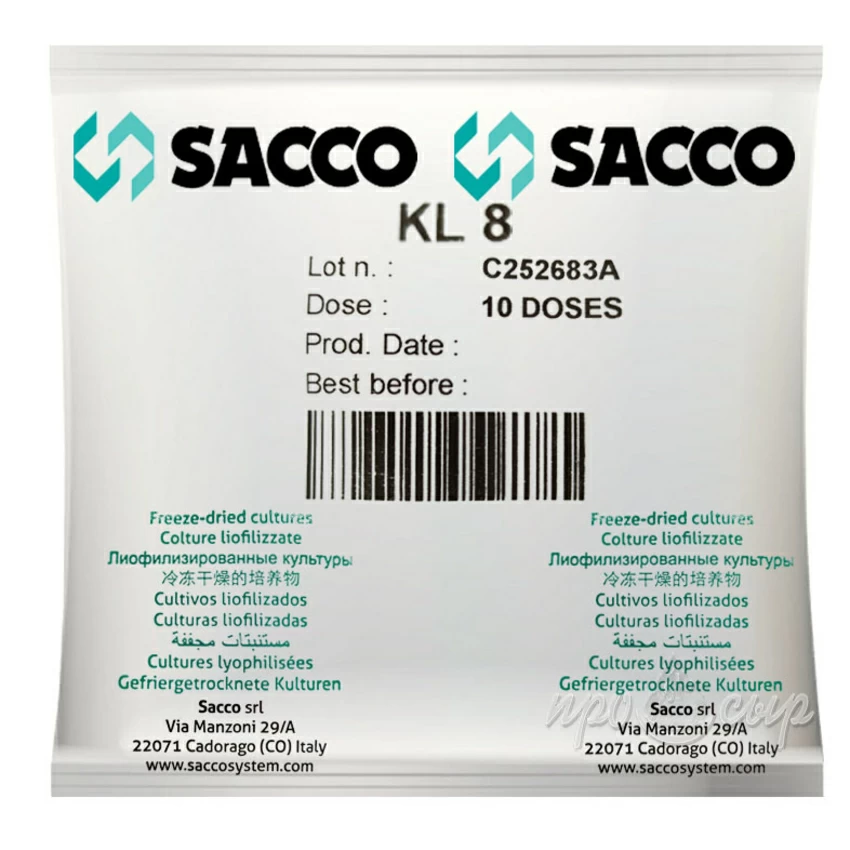 SACCO SACCO
KL 8
Lot n. : C252683A
Dose : 10 DOSES
Prod. Date :
Best before :
Freeze-dried cultures
Colture liofilizzate
Лиофилизированные культуры
冷冻干燥的培养物
Cultivos liofilizados
Culturas liofilizadas
مستنبتات مجففة
Cultures lyophilisées
Gefriergetrocknete Kulturen
Sacco srl
Via Manzoni 29/A
22071 Cadorago (CO) Italy
www.saccosystem.com
Freeze-dried cultures
Colture liofilizzate
Лиофилизированные культуры
冷冻干燥的培养物
Cultivos liofilizados
Culturas liofilizadas
مستنبتات مجففة
Cultures lyophilisées
Gefriergetrocknete Kulturen
Sacco srl
Via Manzoni 29/A
22071 Cadorago (CO) Italy
www.saccosystem.com
про сыр